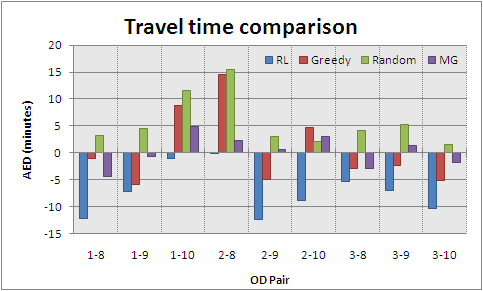 Travel time comparison
RL Greedy Random MG
20
15
10
5
0
-5
-10
-15
AED (minutes)
1-8 1-9 1-10 2-8 2-9 2-10 3-8 3-9 3-10
OD Pair